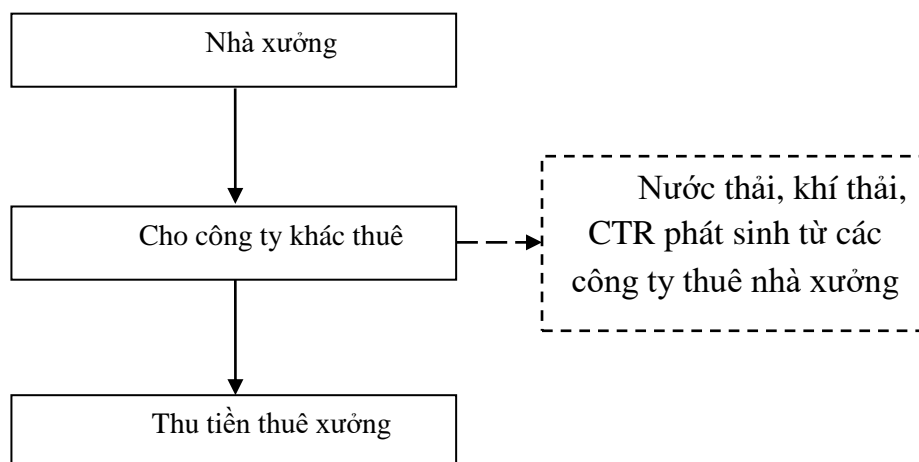 Nhà xưởng
Cho công ty khác thuê
Nước thải, khí thải,
CTR phát sinh từ các
công ty thuê nhà xưởng
Thu tiền thuê xưởng